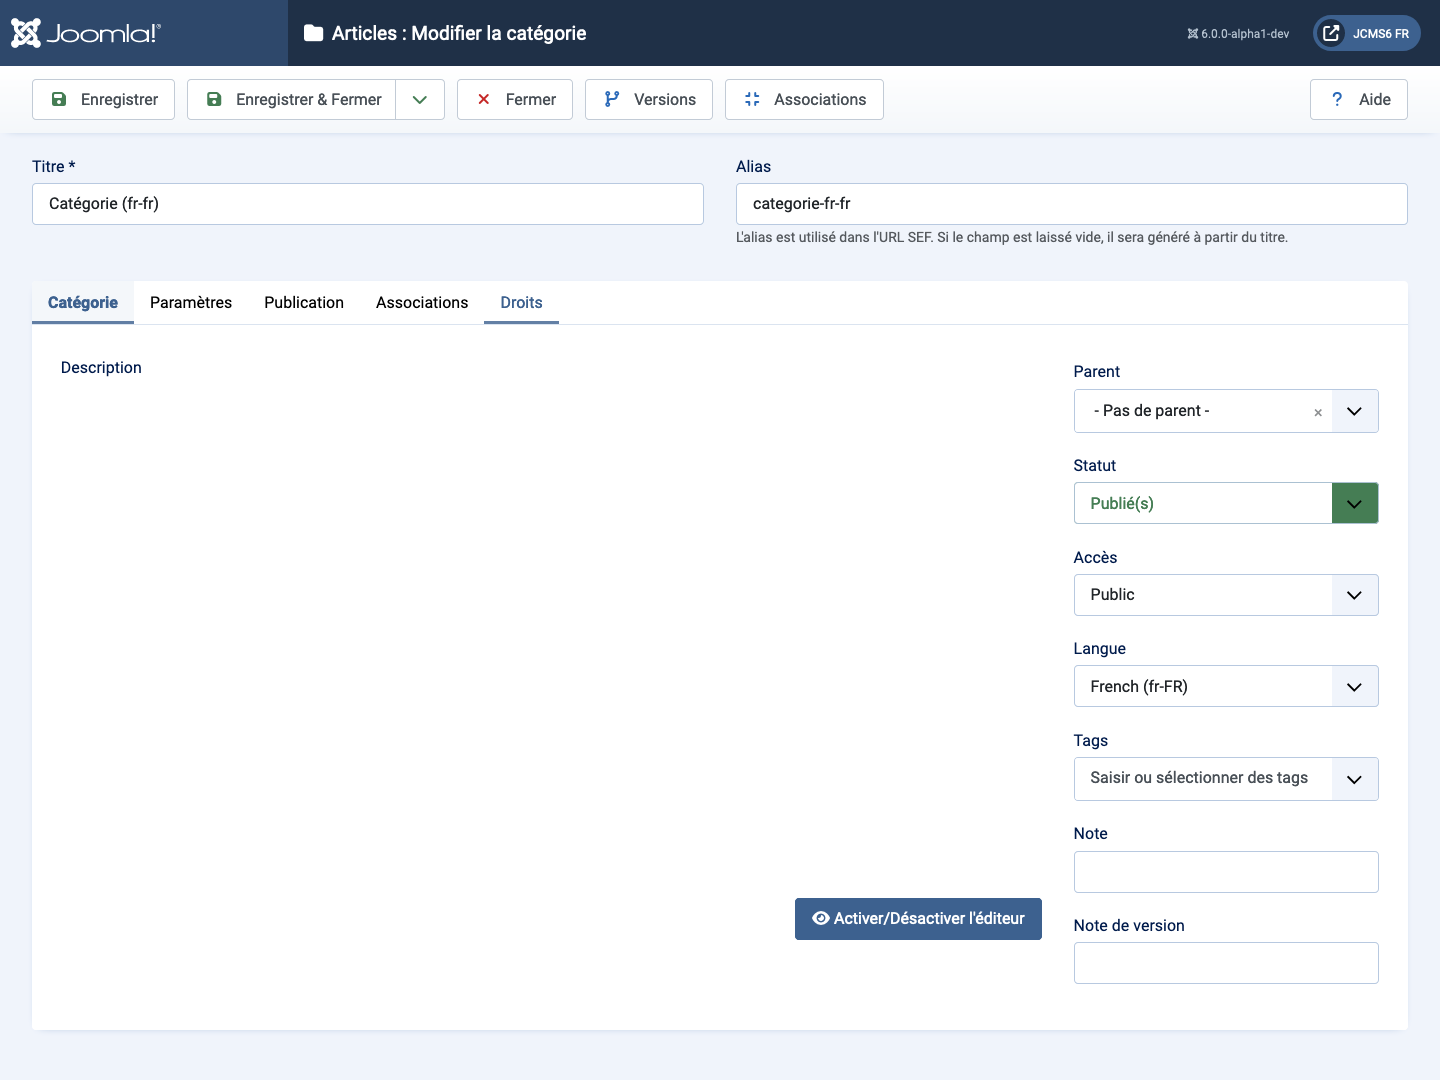 Joomla!®
Articles : Modifier la catégorie
6.0.0-alpha1-dev
JCMS6 FR
Enregistrer
Enregistrer & Fermer
Fermer
Versions
Associations
? Aide
Titre *
Catégorie (fr-fr)
Alias
categorie-fr-fr
L'alias est utilisé dans l'URL SEF. Si le champ est laissé vide, il sera généré à partir du titre.
Catégorie
Paramètres
Publication
Associations
Droits
Description
Activer/Désactiver l'éditeur
Parent
- Pas de parent -
×
Statut
Publié(s)
Accès
Public
Langue
French (fr-FR)
Tags
Saisir ou sélectionner des tags
Note
Note de version